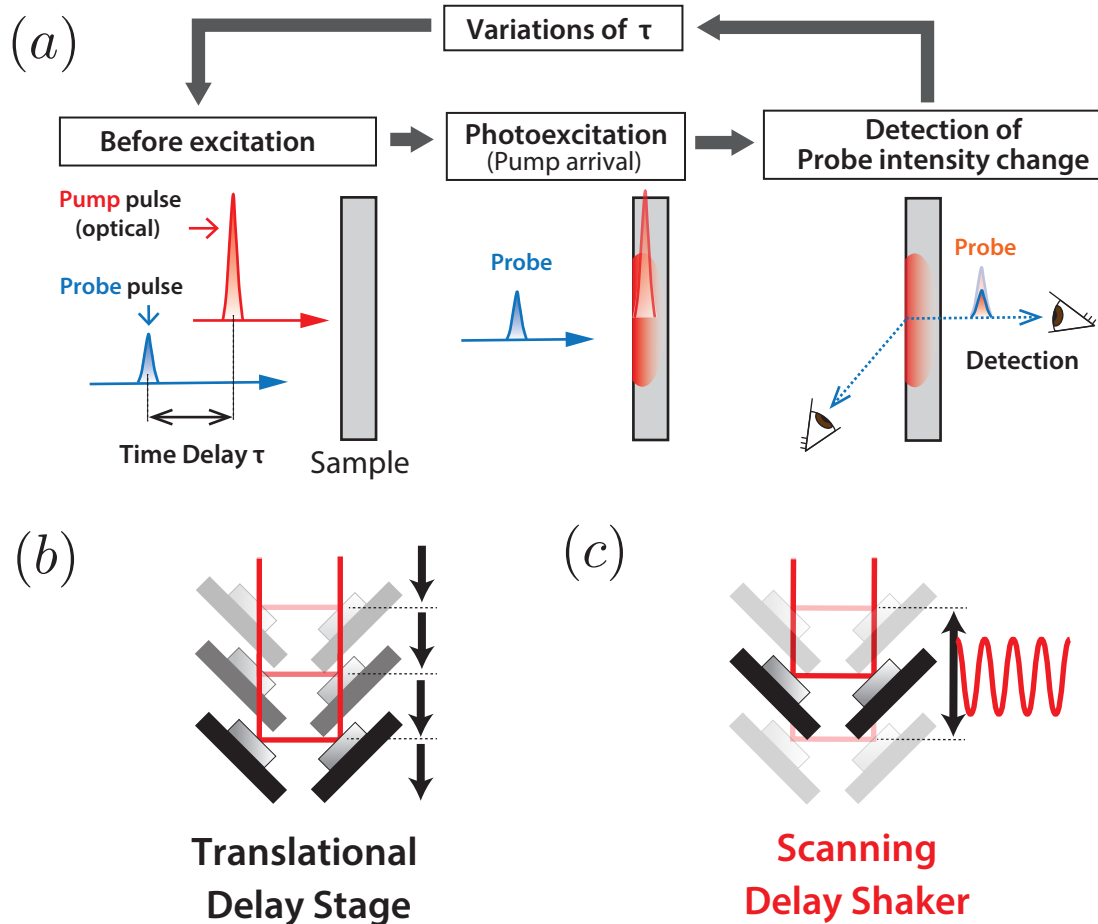 (a)
Variations of τ
Before excitation
Photoexcitation
(Pump arrival)
Detection of
Probe intensity change
Pump pulse
(optical)
Probe pulse
Time Delay τ
Sample
Probe
Probe
Detection
(b)
Translational
Delay Stage
(c)
Scanning
Delay Shaker